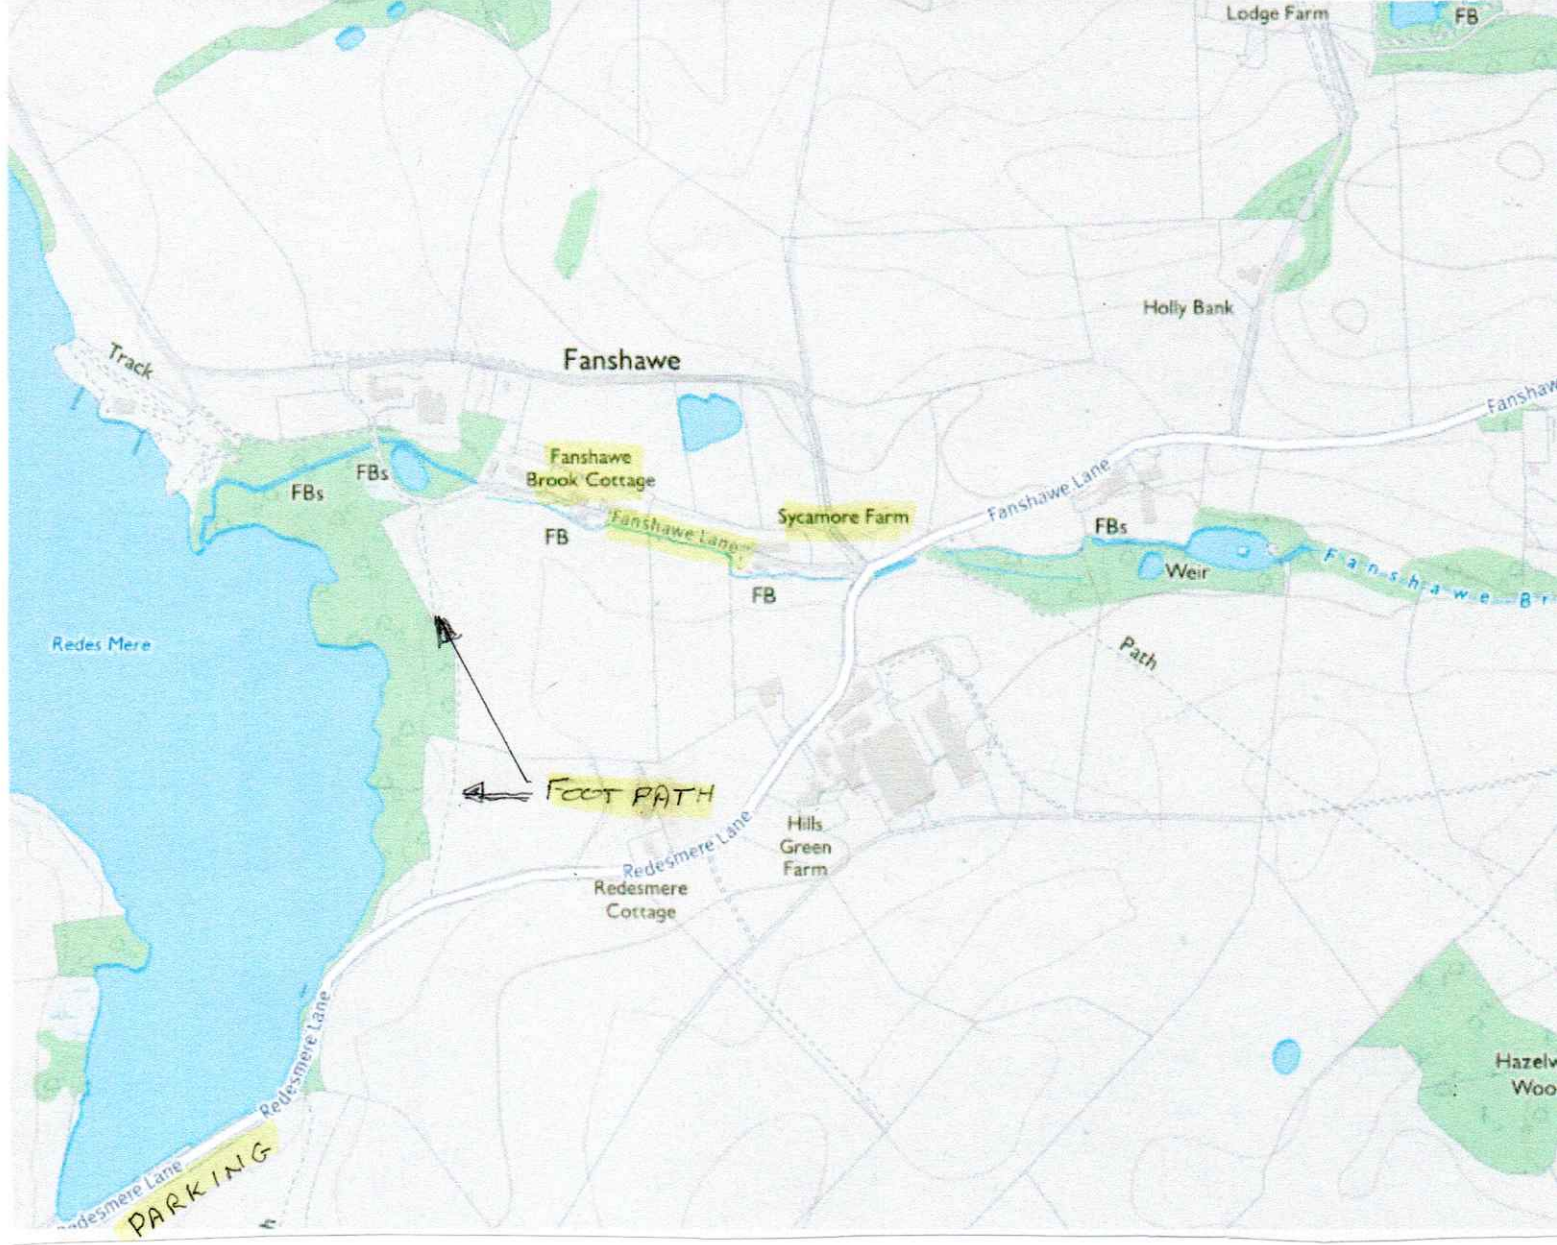 Lodge Farm
FB
Holly Bank
Track
Fanshawe
Fanshaw
Fanshawe
Brook Cottage
FBs
FBs
Fanshawe Lane
Sycamore Farm
Fanshawe Lane
FB
FBs
FB
Weir
Fanshawe Br
Redes Mere
Path
FOOT PATH
Hills
Green
Farm
Redesmere Lane
Redesmere
Cottage
Redesmere Lane
Hazelw
Woo
PARKING
Redesmere Lane